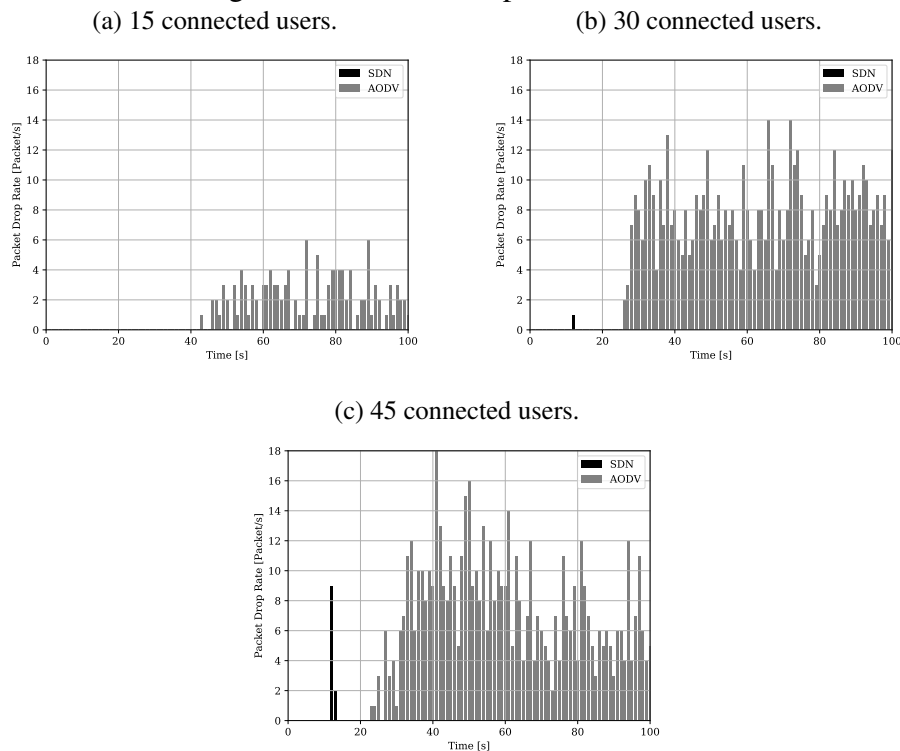 (a) 15 connected users.
(b) 30 connected users.
18
16
14
12
10
8
6
4
2
0
Packet Drop Rate [Packet/s]
SDN
AODV
0 20 40 60 80 100
Time [s]
18
16
14
12
10
8
6
4
2
0
Packet Drop Rate [Packet/s]
SDN
AODV
0 20 40 60 80 100
Time [s]
(c) 45 connected users.
18
16
14
12
10
8
6
4
2
0
Packet Drop Rate [Packet/s]
SDN
AODV
0 20 40 60 80 100
Time [s]